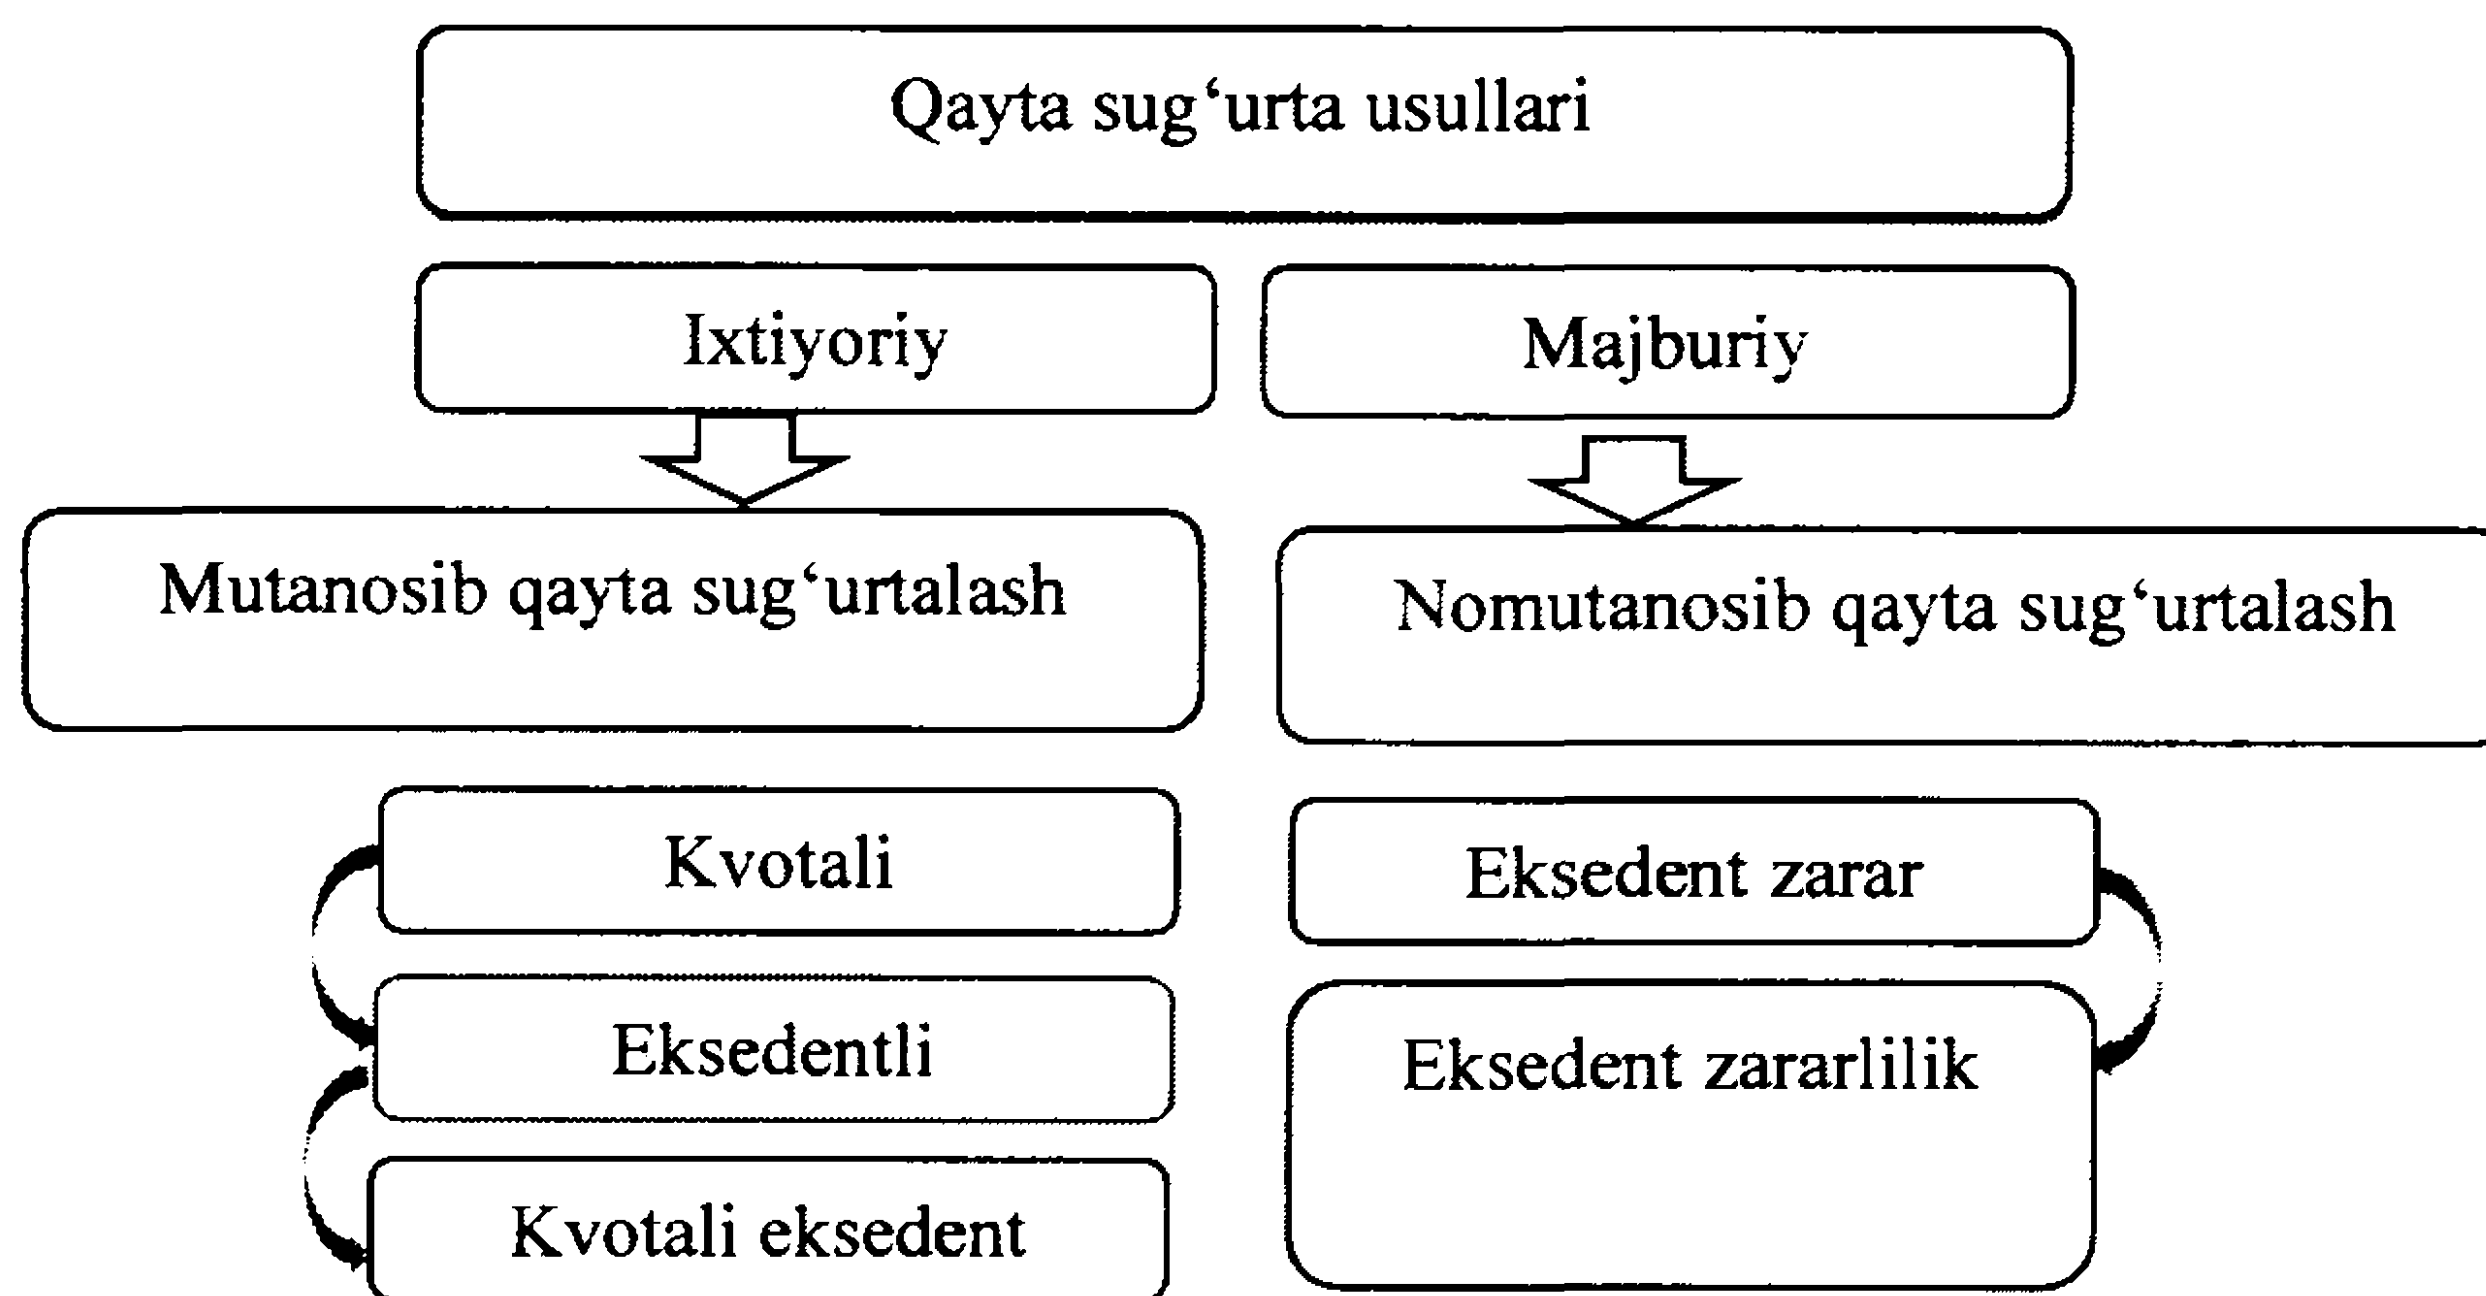 Qayta sug‘urta usullari
Ixtiyoriy
Majburiy
Mutanosib qayta sug‘urtalash
Nomutanosib qayta sug‘urtalash
Kvotali
Eksedentli
Kvotali eksedent
Eksedent zarar
Eksedent zararlilik